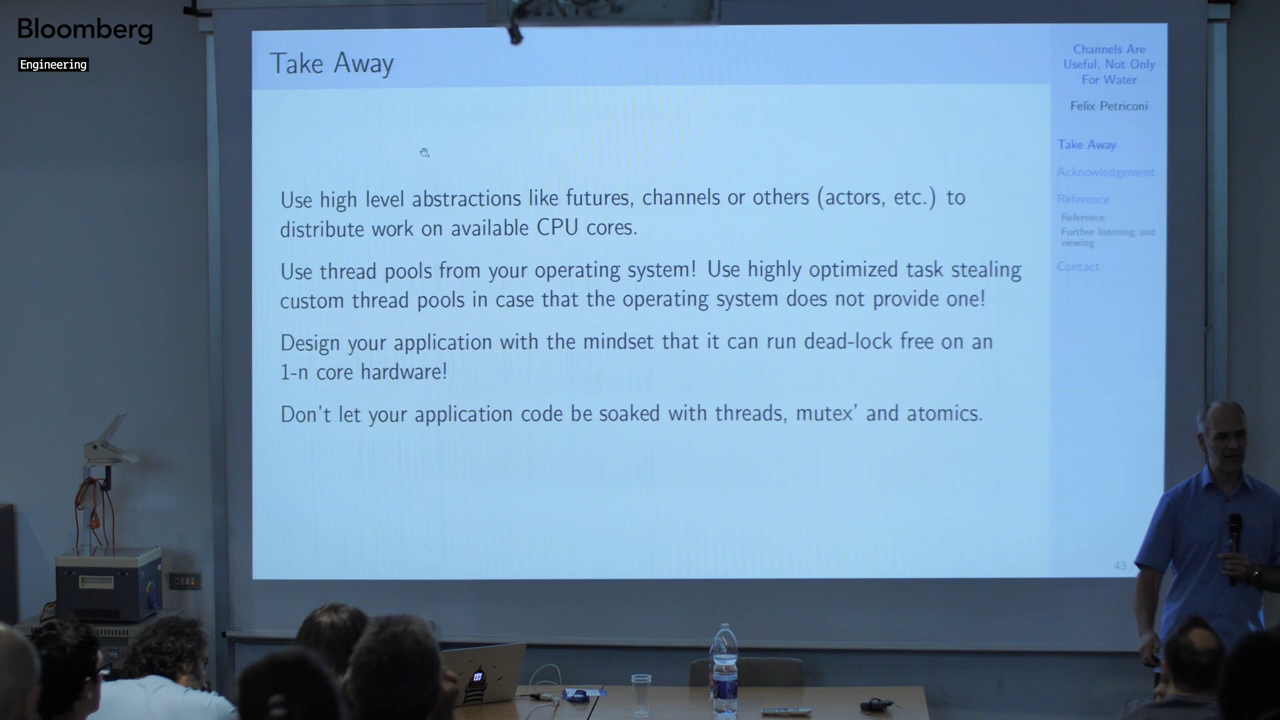 Bloomberg
Engineering
Take Away
Use high level abstractions like futures, channels or others (actors, etc.) to
distribute work on available CPU cores.
Use thread pools from your operating system! Use highly optimized task stealing
custom thread pools in case that the operating system does not provide one!
Design your application with the mindset that it can run dead-lock free on an
1-n core hardware!
Don't let your application code be soaked with threads, mutex' and atomics.
Channels Are
Useful, Not Only
For Water
Felix Petriconi
Take Away
Acknowledgement
Reference
Reference
Further listening and
viewing
Contact
43